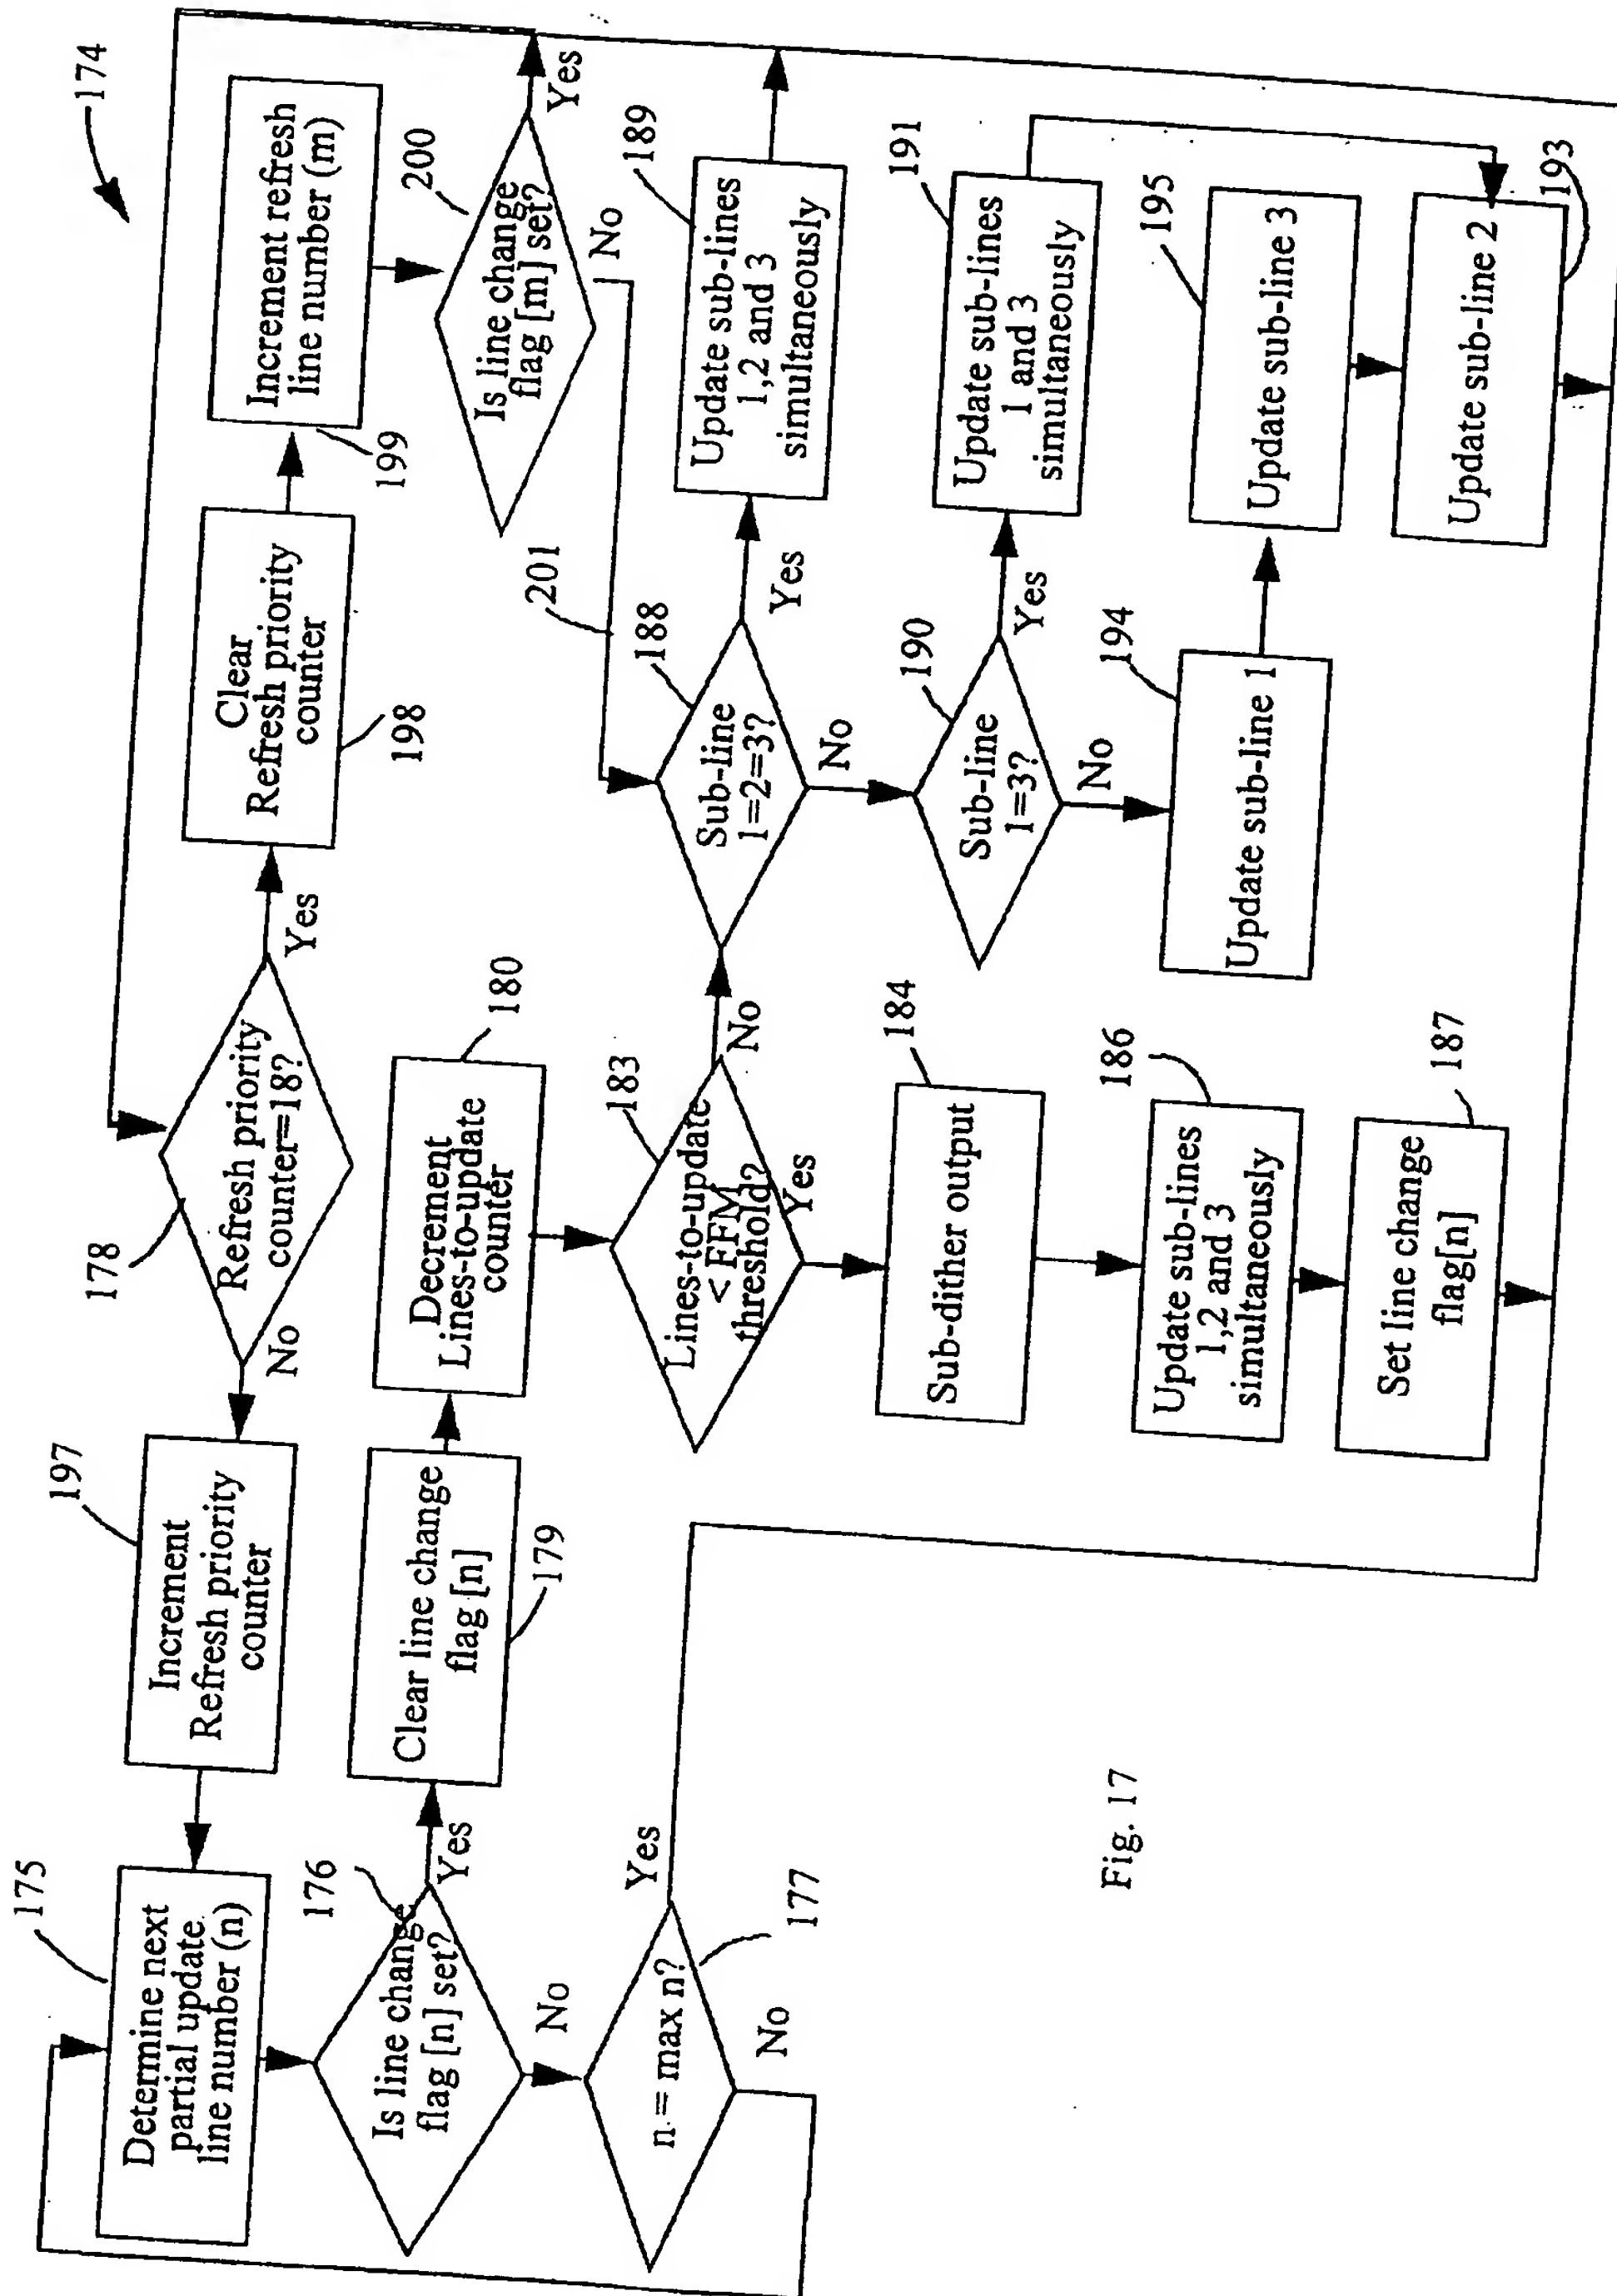 174
175
Determine next
partial update
line number (n)
197
Increment
Refresh priority
counter
No
178
Refresh priority
counter=18?
Yes
Clear
Refresh priority
counter
198
Increment refresh
line number (m)
199
200
Is line change
flag [m] set?
Yes
No
201
176
Is line change
flag [n] set?
Yes
No
Clear line change
flag [n]
179
Decrement
Lines-to-update
counter
180
183
Lines-to-update
< FFM
threshold?
No
Yes
188
Sub-line
1=2=3?
Yes
No
189
Update sub-lines
1,2 and 3
simultaneously
177
n = max n?
Yes
No
184
Sub-dither output
190
Sub-line
1=3?
Yes
No
191
Update sub-lines
1 and 3
simultaneously
186
Update sub-lines
1,2 and 3
simultaneously
194
Update sub-line 1
195
Update sub-line 3
187
Set line change
flag[n]
Update sub-line 2
193
Fig. 17